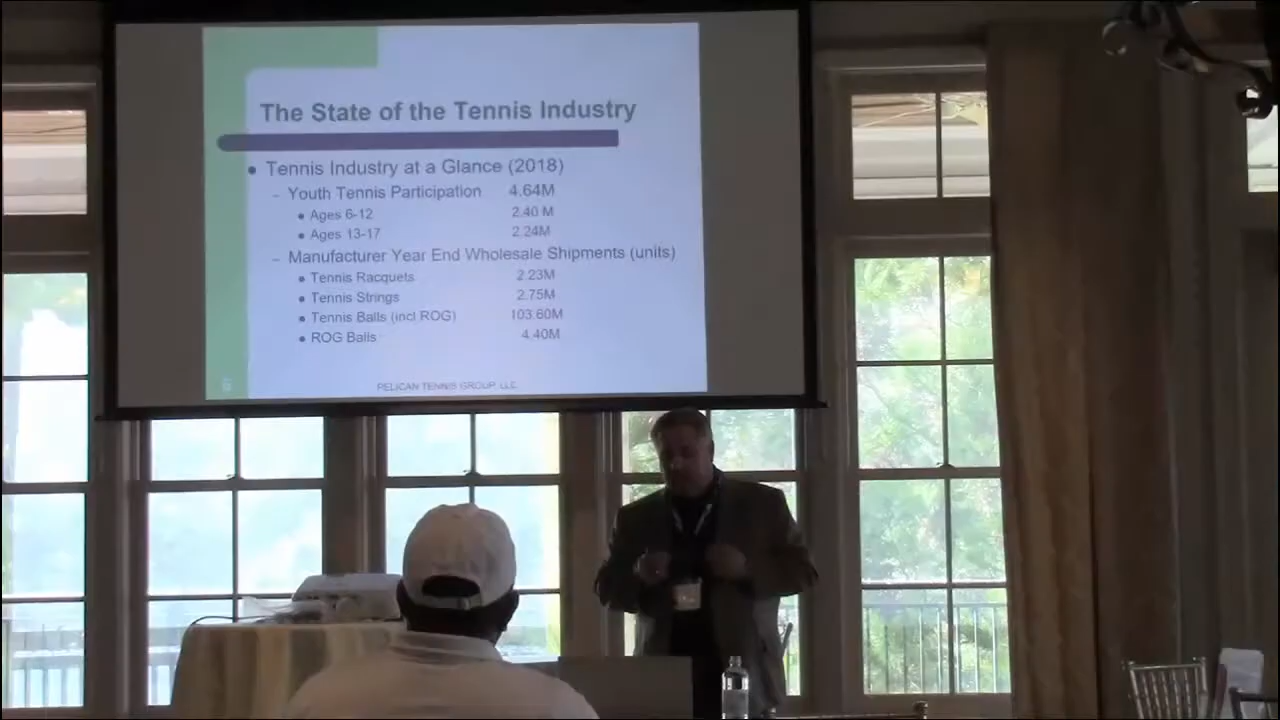 The State of the Tennis Industry
• Tennis Industry at a Glance (2018)
– Youth Tennis Participation 4.64M
• Ages 6-12 2.40 M
• Ages 13-17 2.24M
– Manufacturer Year End Wholesale Shipments (units)
• Tennis Racquets 2.23M
• Tennis Strings 2.75M
• Tennis Balls (incl ROG) 103.60M
• ROG Balls 4.40M
PELICAN TENNIS GROUP, LLC